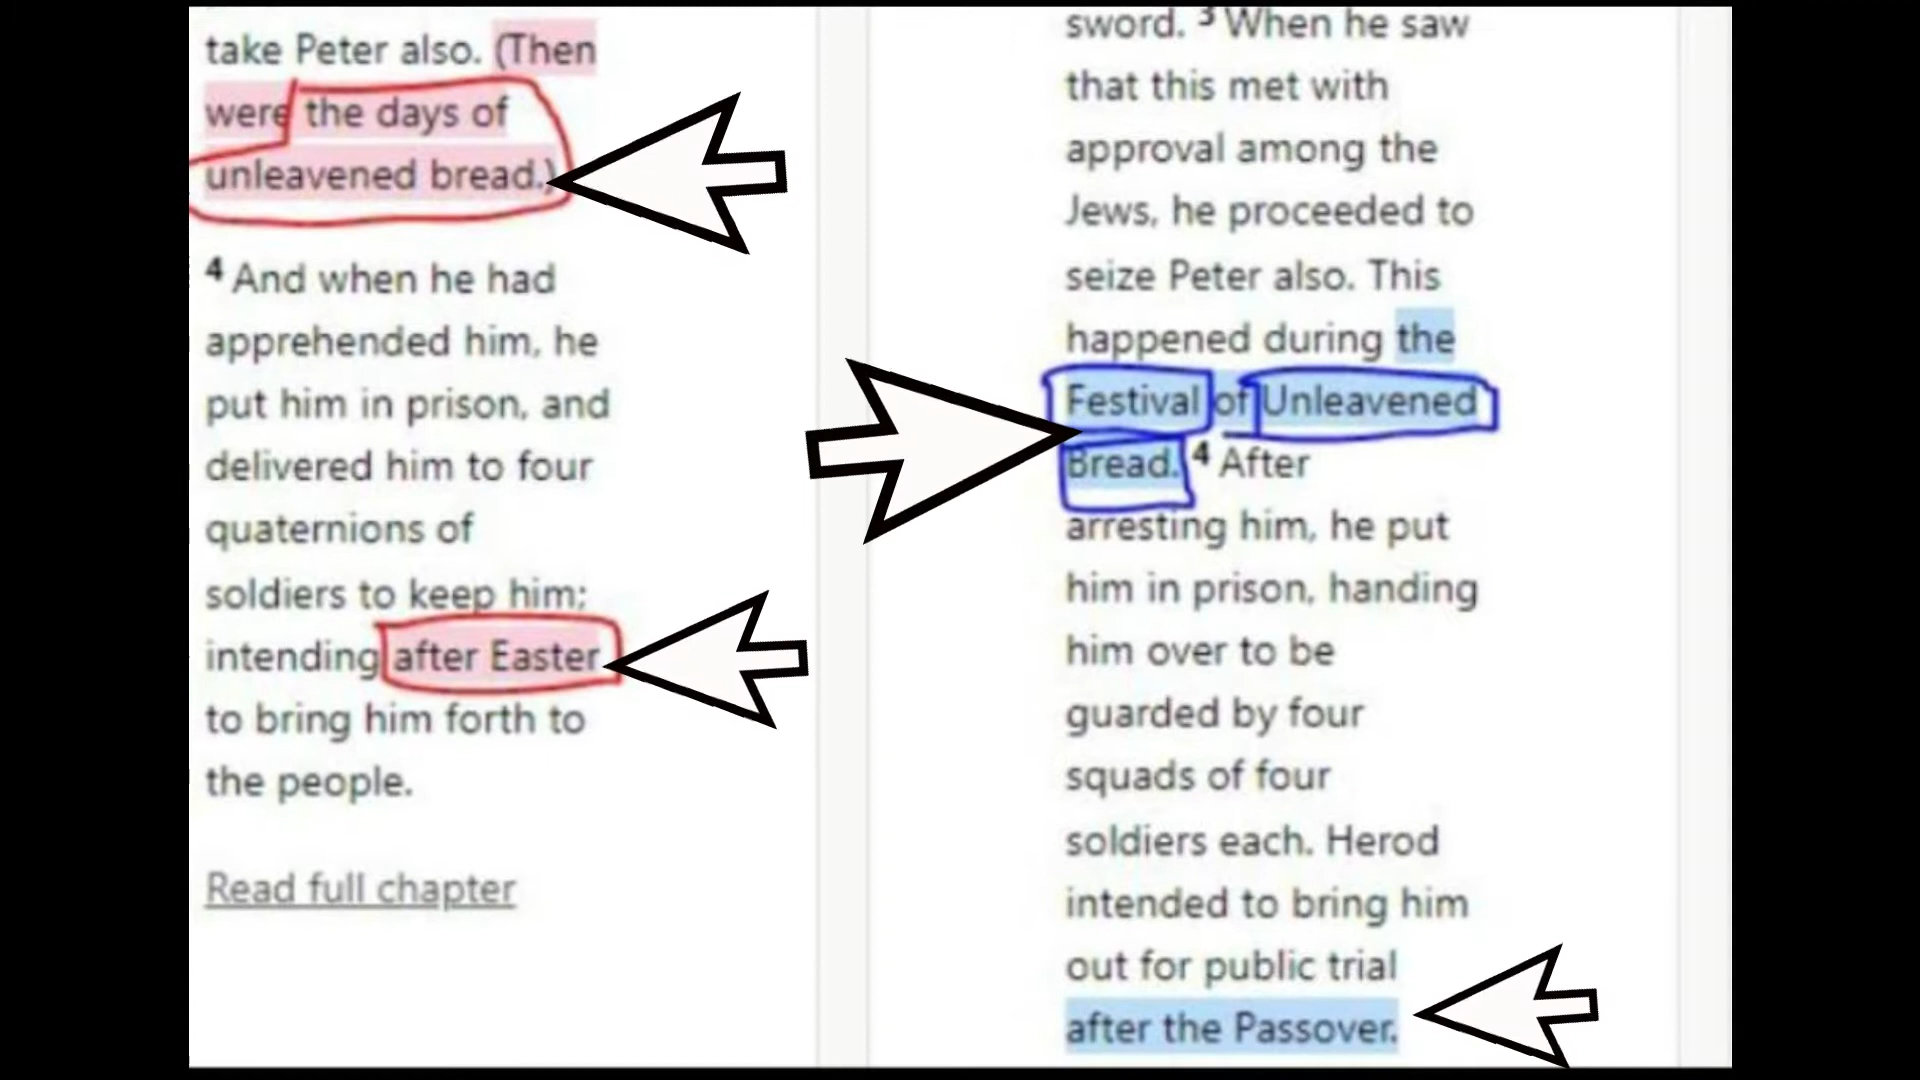 take Peter also. (Then
were the days of
unleavened bread.)
4 And when he had
apprehended him, he
put him in prison, and
delivered him to four
quaternions of
soldiers to keep him;
intending after Easter
to bring him forth to
the people.
Read full chapter
sword. 3 When he saw
that this met with
approval among the
Jews, he proceeded to
seize Peter also. This
happened during the
Festival of Unleavened
Bread. 4 After
arresting him, he put
him in prison, handing
him over to be
guarded by four
squads of four
soldiers each. Herod
intended to bring him
out for public trial
after the Passover.